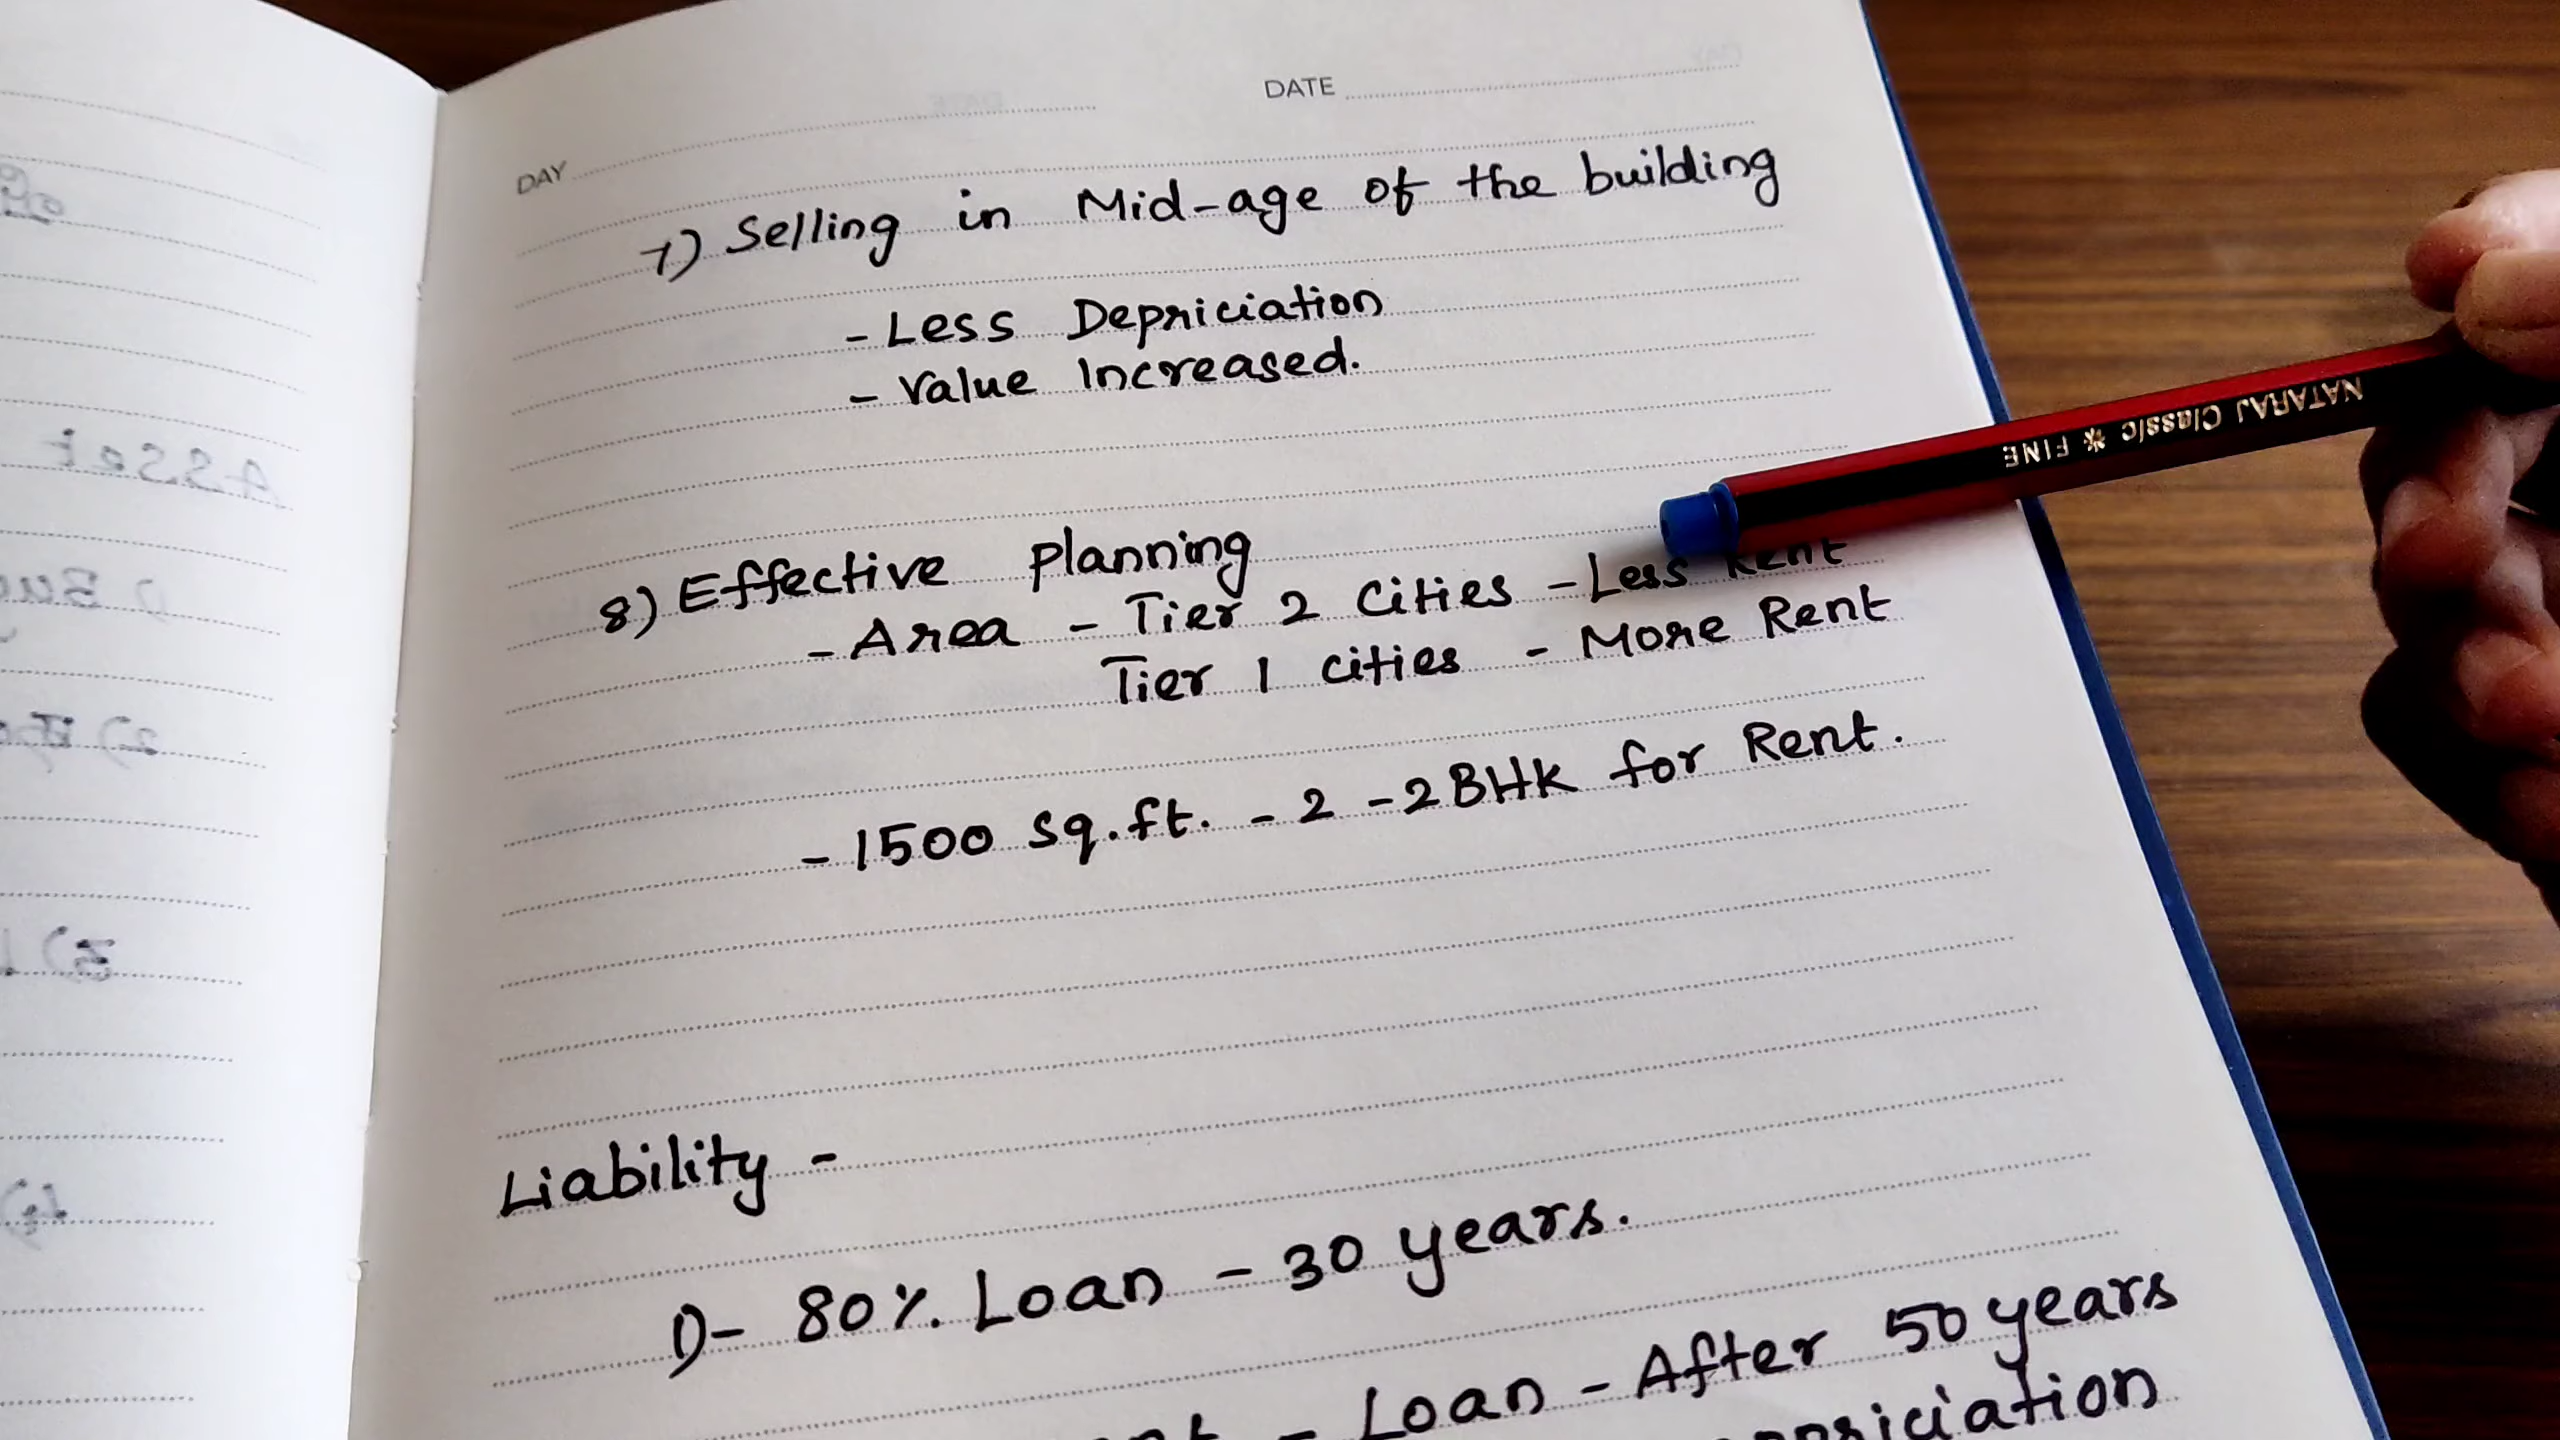 DATE
DAY
7) Selling in Mid-age of the building
- Less Depriciation
- Value Increased.
8) Effective planning
- Area - Tier 2 Cities - Less Rent
Tier 1 cities - More Rent
- 1500 sq.ft. - 2 - 2BHK for Rent.
Liability -
1)- 80% Loan - 30 years.
- Loan - After 50 years
NATARAJ Classic * FINE